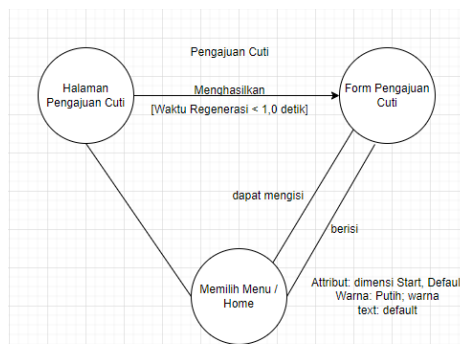 Pengajuan Cuti
Halaman
Pengajuan Cuti
Menghasilkan
[Waktu Regenerasi < 1,0 detik]
Form Pengajuan
Cuti
dapat mengisi
berisi
Memilih Menu /
Home
Attribut: dimensi Start, Defaul
Warna: Putih; warna
text: default